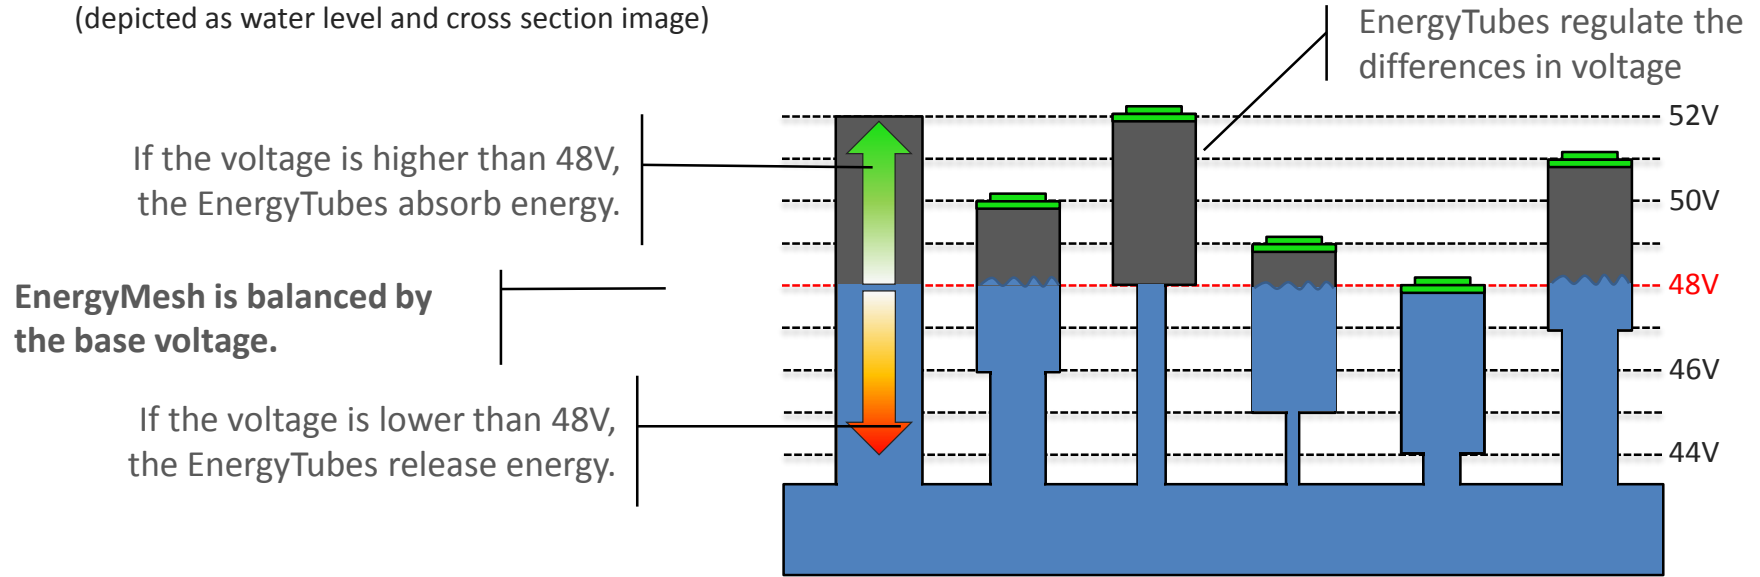 (depicted as water level and cross section image)
EnergyTubes regulate the
differences in voltage
If the voltage is higher than 48V,
the EnergyTubes absorb energy.
EnergyMesh is balanced by
the base voltage.
If the voltage is lower than 48V,
the EnergyTubes release energy.
52V
50V
48V
46V
44V